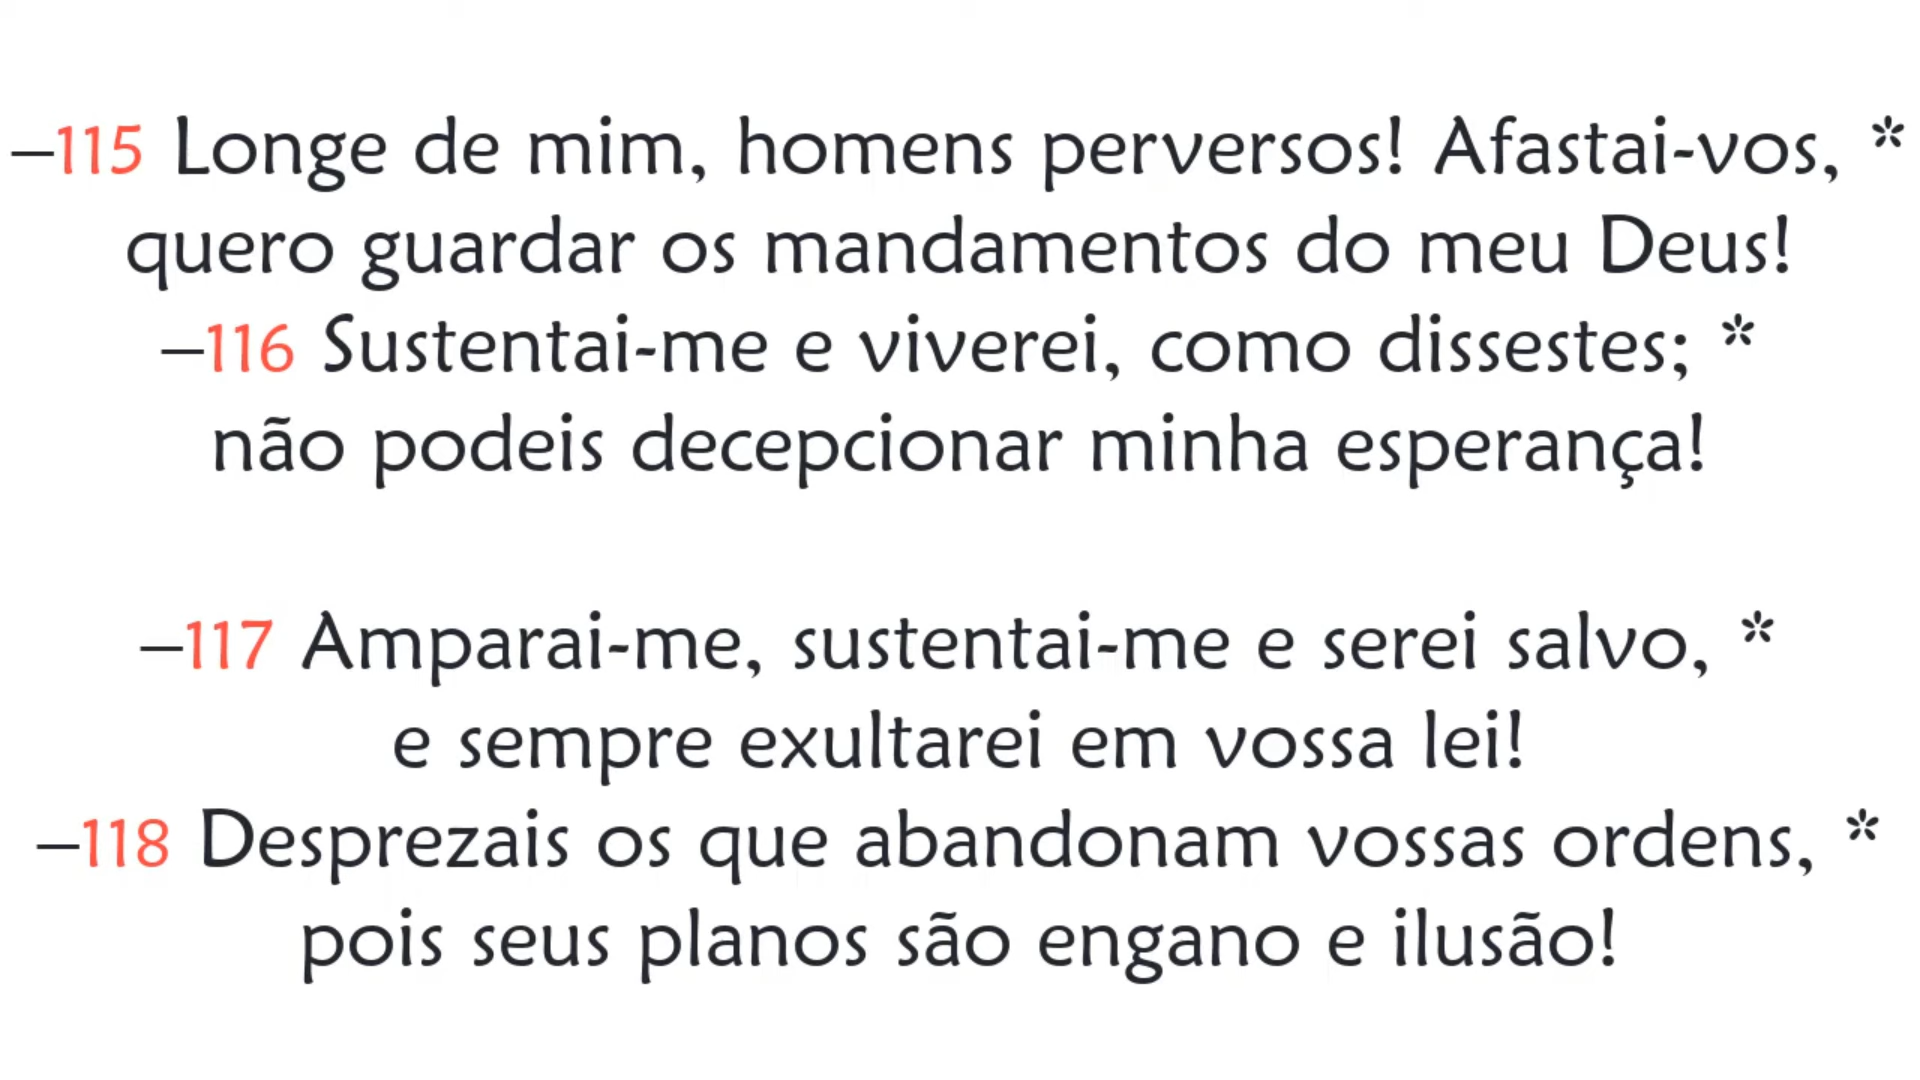 –115 Longe de mim, homens perversos! Afastai-vos, *
quero guardar os mandamentos do meu Deus!
–116 Sustentai-me e viverei, como dissestes; *
não podeis decepcionar minha esperança!
–117 Amparai-me, sustentai-me e serei salvo, *
e sempre exultarei em vossa lei!
–118 Desprezais os que abandonam vossas ordens, *
pois seus planos são engano e ilusão!